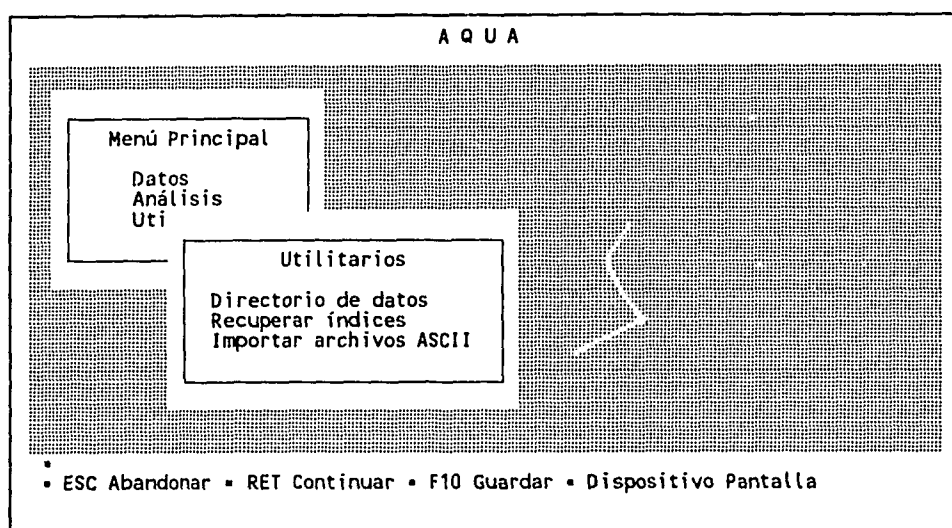 A Q U A
Menú Principal
Datos
Análisis
Uti
Utilitarios
Directorio de datos
Recuperar índices
Importar archivos ASCII
▪ ESC Abandonar ▪ RET Continuar ▪ F10 Guardar ▪ Dispositivo Pantalla